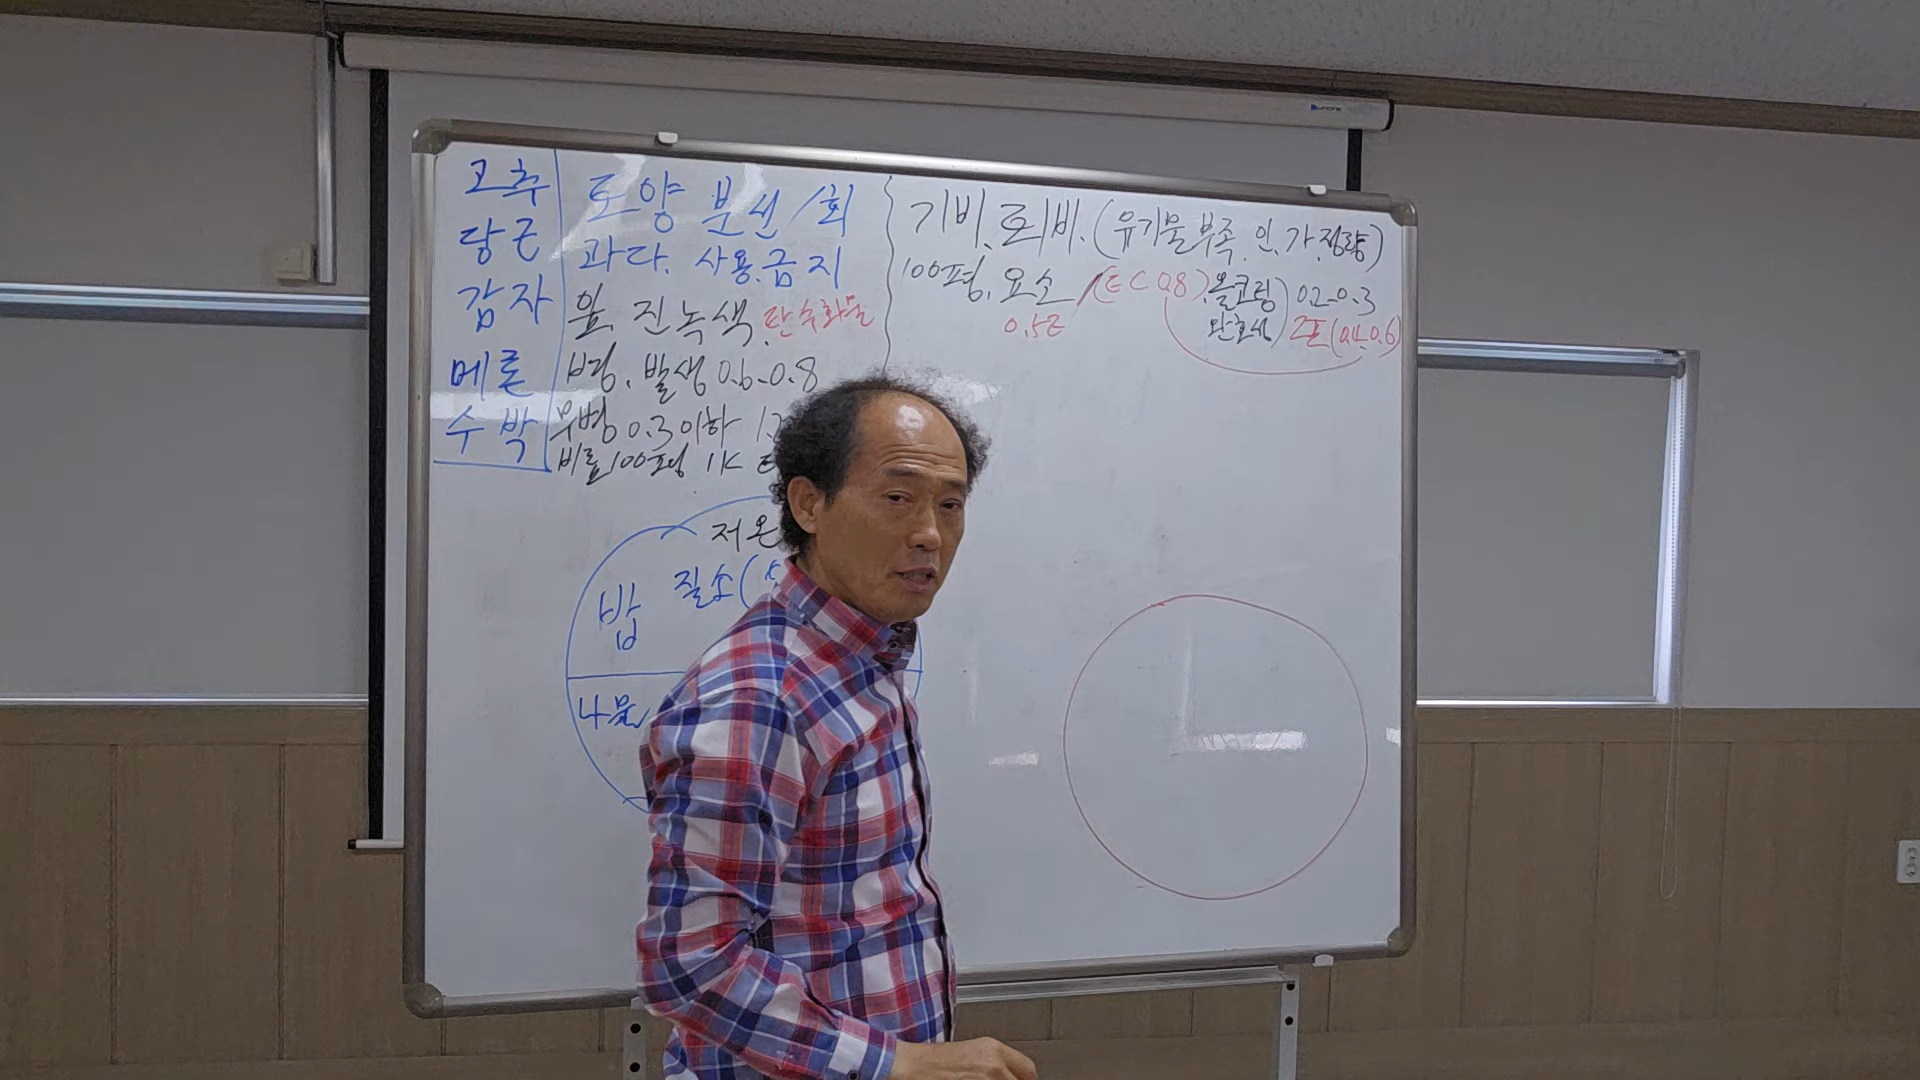 고추
당근
감자
메론
수박
토양 분석/회
과다. 사용.금지
잎. 진녹색. 탄수화물
병. 발생 0.6-0.8
무병 0.3이하
비료 100평 1K
저온
질소(
밥
나물
기비. 퇴비. (유기물부족. 인. 가. 정량)
100평. 요소 /(EC 0.8). 올코팅) 0.2-0.3
0.5E 완효성) 2포(0.4-0.6)